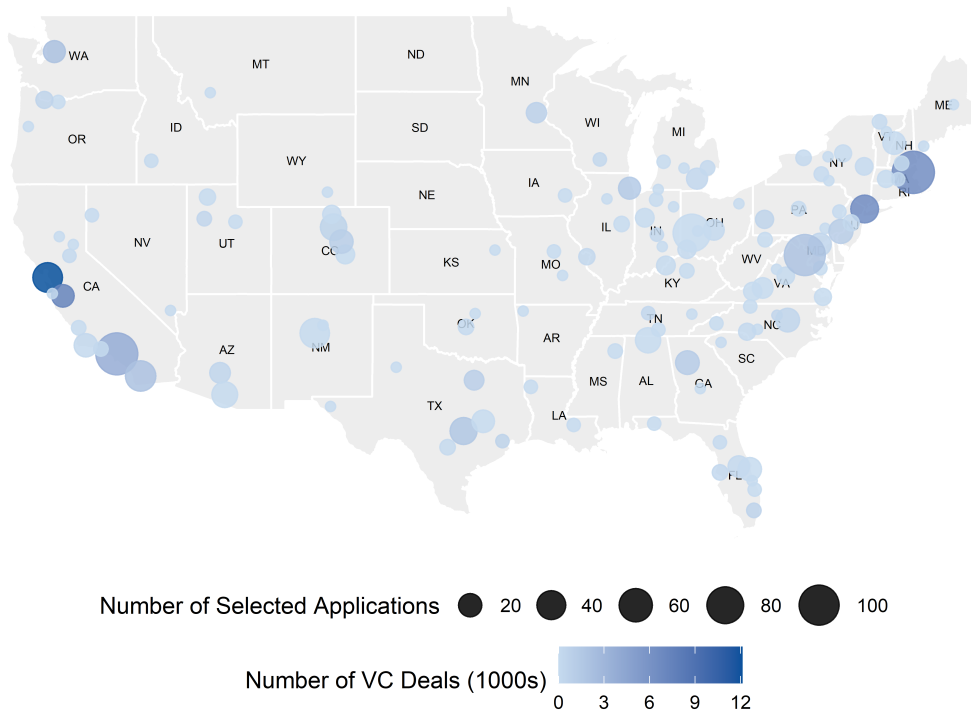 WA
MT
ND
MN
ME
OR
ID
SD
WI
MI
VT
NH
NY
WY
RI
IA
NE
PA
NV
UT
CO
IL
IN
OH
KS
MO
WV
CA
KY
VA
OK
TN
NC
AZ
NM
AR
SC
MS
AL
GA
TX
LA
FL
Number of Selected Applications 20 40 60 80 100
Number of VC Deals (1000s)
0 3 6 9 12